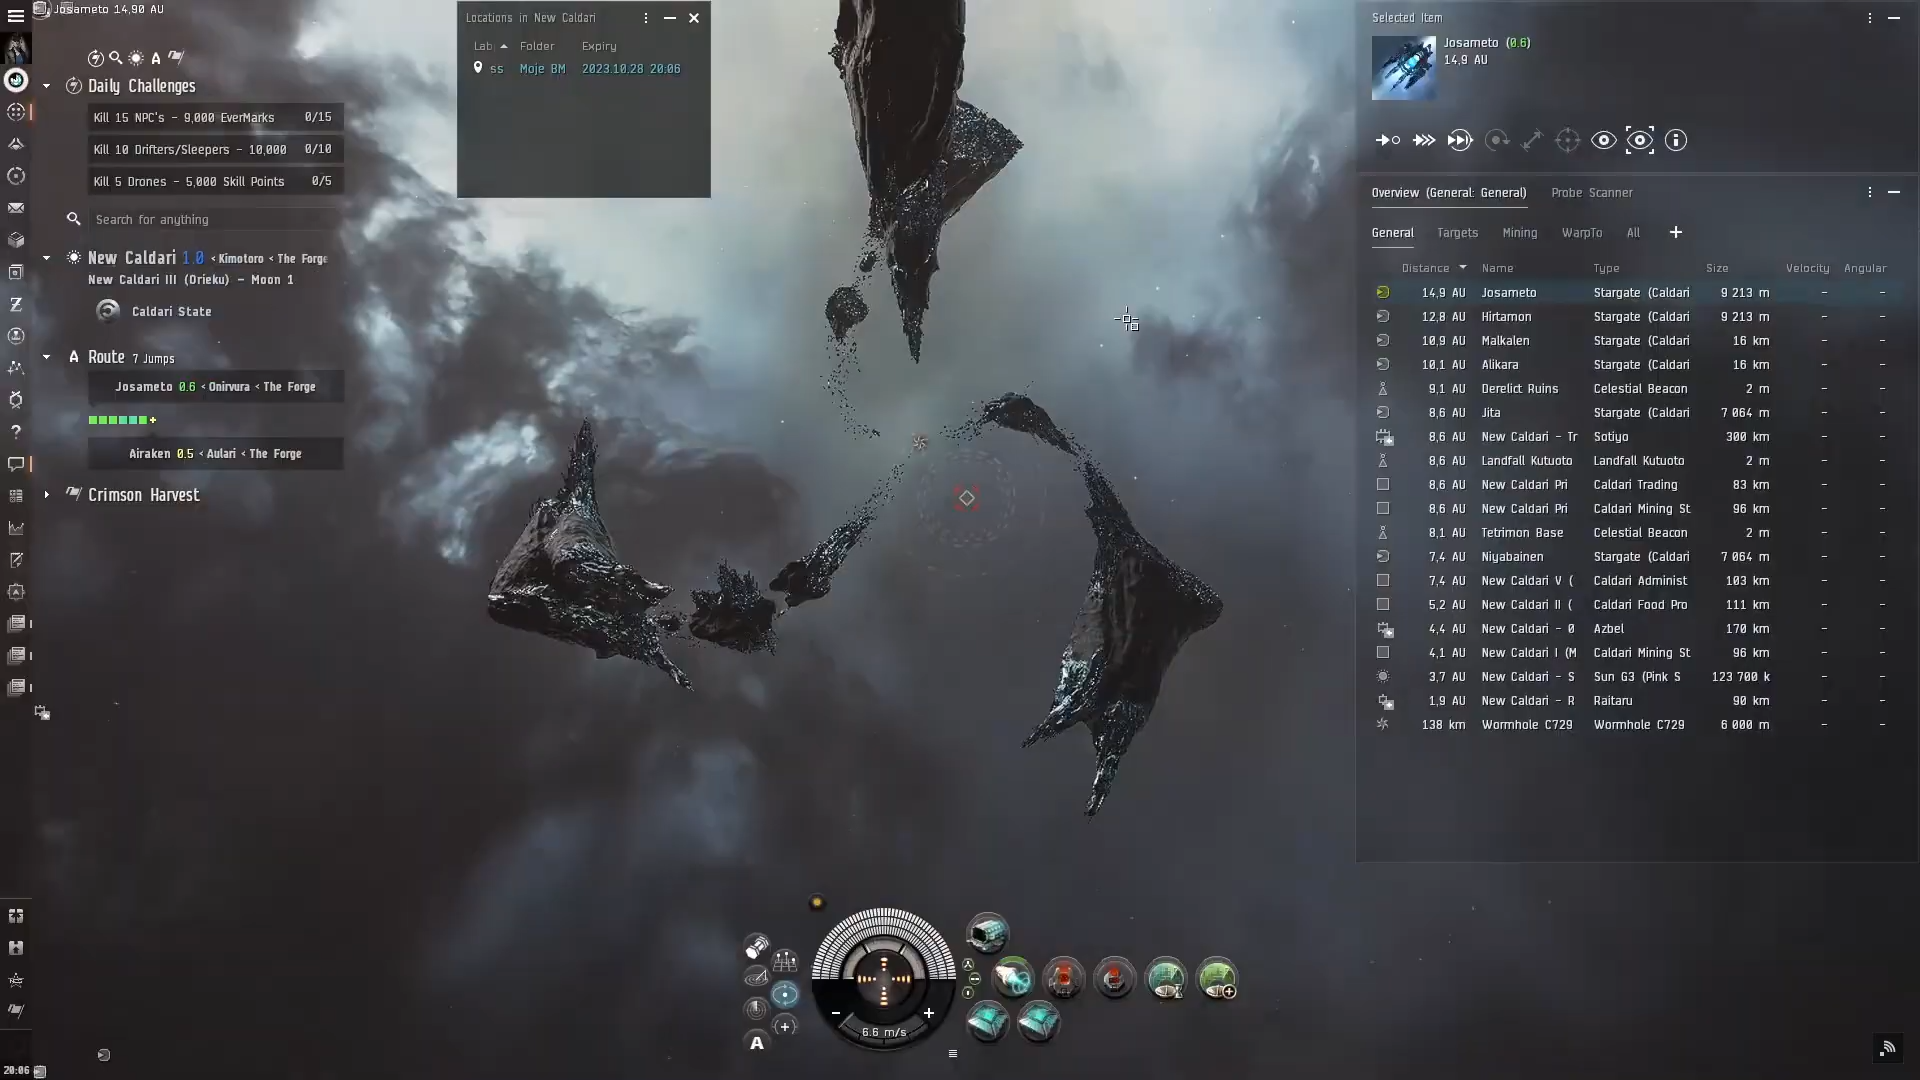 Josameto 14,90 AU
Daily Challenges
Kill 15 NPC's - 9,000 EverMarks 0/15
Kill 10 Drifters/Sleepers - 10,000 0/10
Kill 5 Drones - 5,000 Skill Points 0/5
Search for anything
New Caldari 1.0 < Kimotoro < The Forge
New Caldari III (Orieku) - Moon 1
Caldari State
A Route 7 Jumps
Josameto 0.6 < Onirvura < The Forge
Airaken 0.5 < Aulari < The Forge
Crimson Harvest
20:06
Locations in New Caldari
Lab Folder Expiry
ss Moje BM 2023.10.28 20:06
6.6 m/s
A
Selected Item
Josameto (0.6)
14,9 AU
Overview (General: General) Probe Scanner
General Targets Mining WarpTo All +
Distance Name Type Size Velocity Angular
14,9 AU Josameto Stargate (Caldari 9 213 m - -
12,8 AU Hirtamon Stargate (Caldari 9 213 m - -
10,9 AU Malkalen Stargate (Caldari 16 km - -
10,1 AU Alikara Stargate (Caldari 16 km - -
9,1 AU Derelict Ruins Celestial Beacon 2 m - -
8,6 AU Jita Stargate (Caldari 7 064 m - -
8,6 AU New Caldari - Tr Sotiyo 300 km - -
8,6 AU Landfall Kutuoto Landfall Kutuoto 2 m - -
8,6 AU New Caldari Pri Caldari Trading 83 km - -
8,6 AU New Caldari Pri Caldari Mining St 96 km - -
8,1 AU Tetrimon Base Celestial Beacon 2 m - -
7,4 AU Niyabainen Stargate (Caldari 7 064 m - -
7,4 AU New Caldari V ( Caldari Administ 103 km - -
5,2 AU New Caldari II ( Caldari Food Pro 111 km - -
4,4 AU New Caldari - 0 Azbel 170 km - -
4,1 AU New Caldari I (M Caldari Mining St 96 km - -
3,7 AU New Caldari - S Sun G3 (Pink S 123 700 k - -
1,9 AU New Caldari - R Raitaru 90 km - -
138 km Wormhole C729 Wormhole C729 6 000 m - -